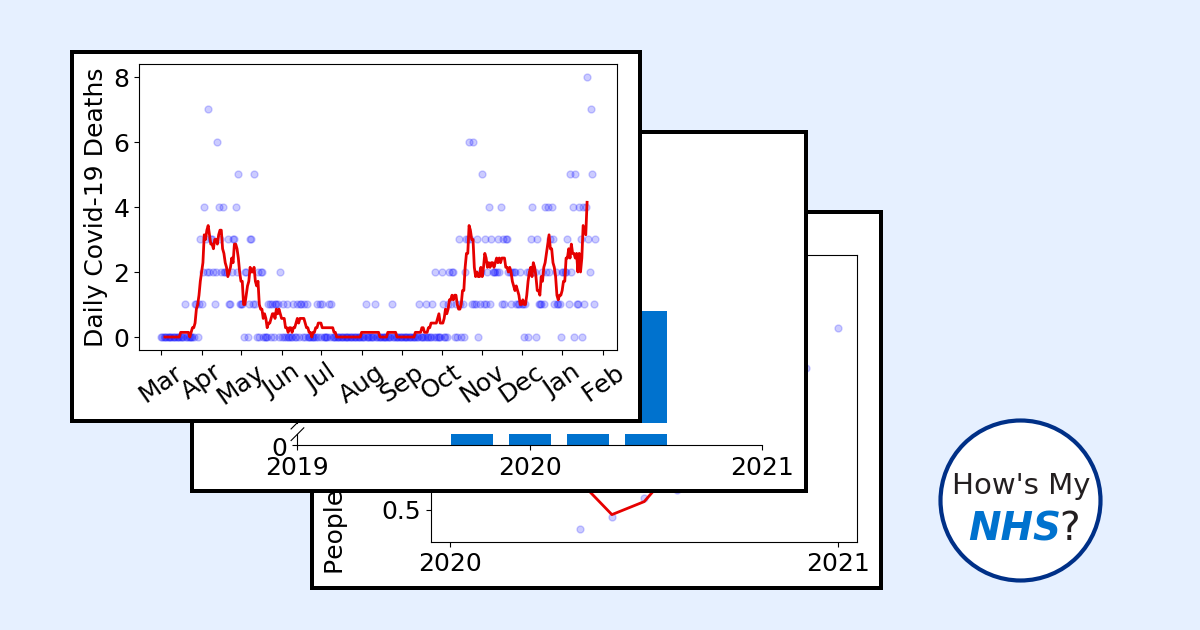 Daily Covid-19 Deaths
8
6
4
2
0
Mar Apr May Jun Jul Aug Sep Oct Nov Dec Jan Feb
0
2019 2020 2021
People
0.5
2020 2021
How's My
NHS?